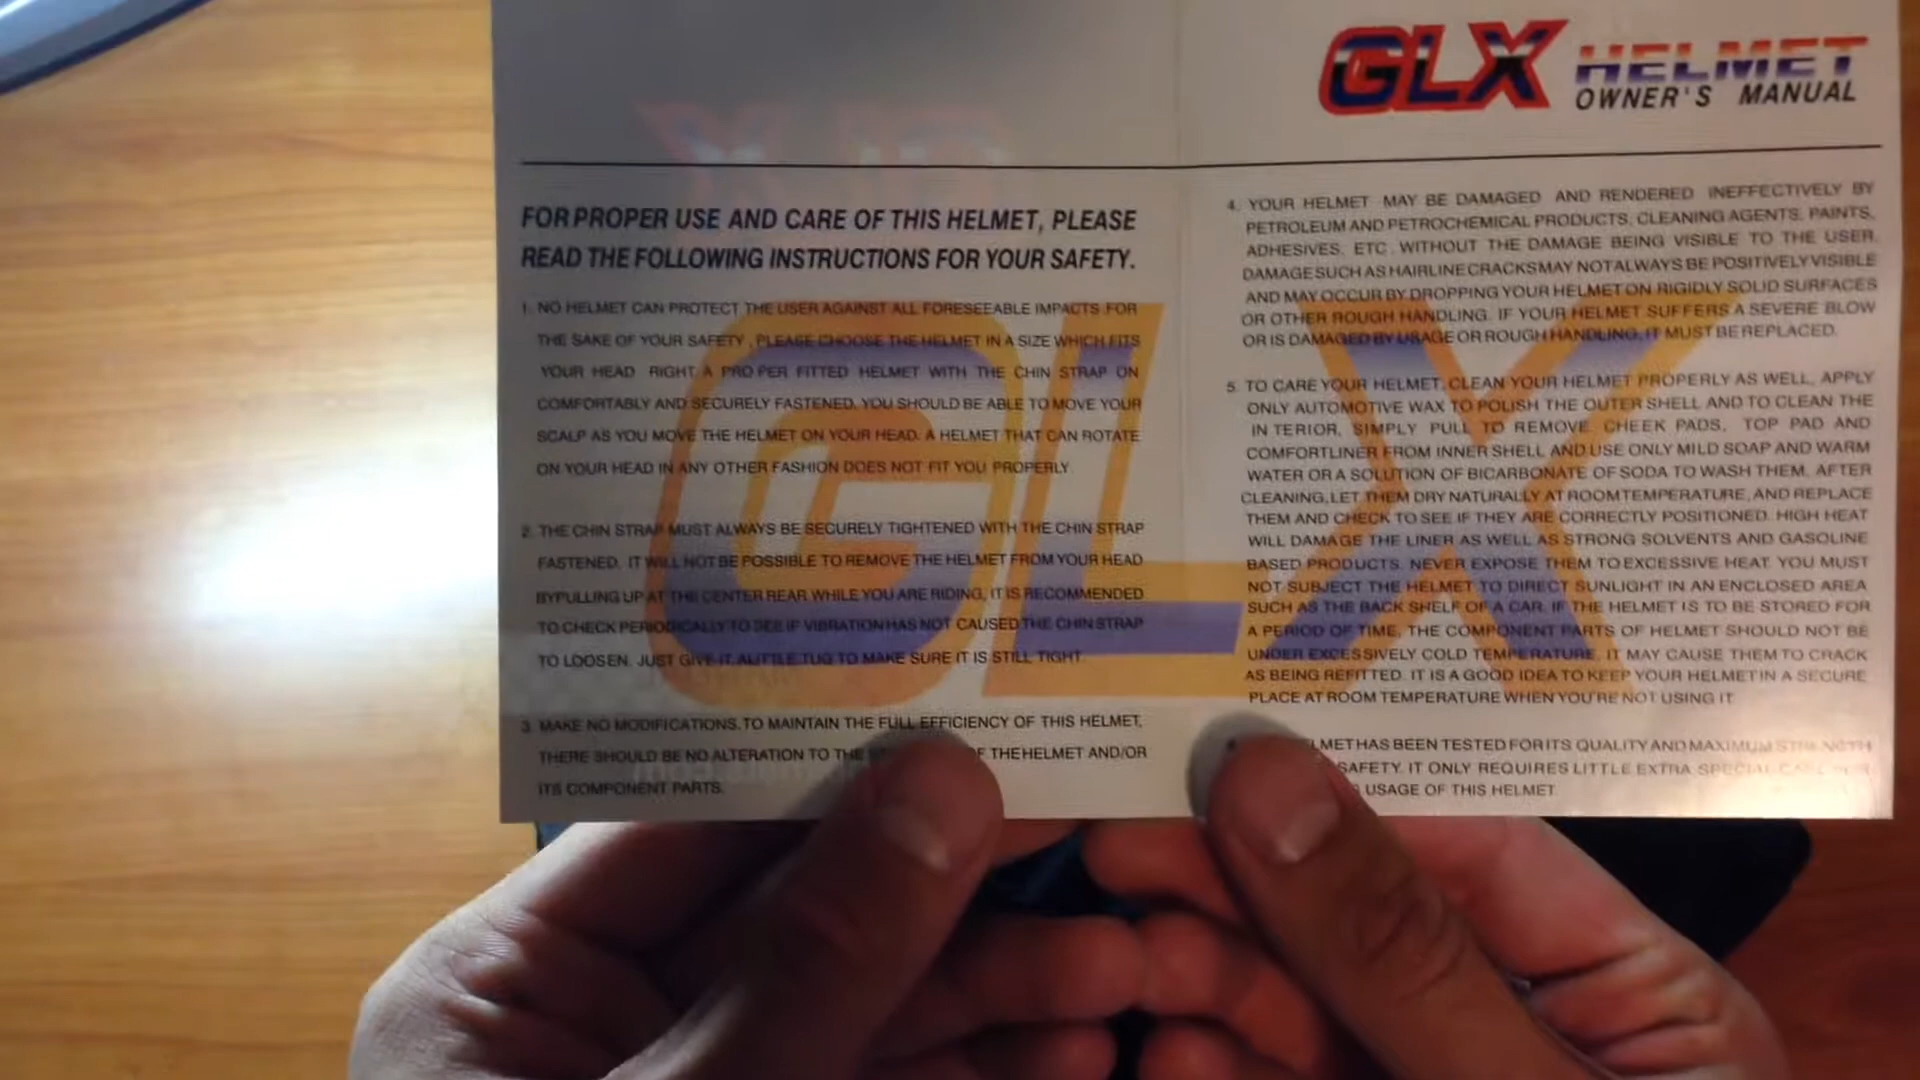 GLX HELMET
OWNER'S MANUAL
FOR PROPER USE AND CARE OF THIS HELMET, PLEASE
READ THE FOLLOWING INSTRUCTIONS FOR YOUR SAFETY.
1. NO HELMET CAN PROTECT THE USER AGAINST ALL FORESEEABLE IMPACTS FOR
THE SAKE OF YOUR SAFETY , PLEASE CHOOSE THE HELMET IN A SIZE WHICH FITS
YOUR HEAD RIGHT A PRO PER FITTED HELMET WITH THE CHIN STRAP ON
COMFORTABLY AND SECURELY FASTENED. YOU SHOULD BE ABLE TO MOVE YOUR
SCALP AS YOU MOVE THE HELMET ON YOUR HEAD. A HELMET THAT CAN ROTATE
ON YOUR HEAD IN ANY OTHER FASHION DOES NOT FIT YOU PROPERLY.
2. THE CHIN STRAP MUST ALWAYS BE SECURELY TIGHTENED WITH THE CHIN STRAP
FASTENED. IT WILL NOT BE POSSIBLE TO REMOVE THE HELMET FROM YOUR HEAD
BYPULLING UP AT THE CENTER REAR WHILE YOU ARE RIDING, IT IS RECOMMENDED
TO CHECK PERIODICALLY TO SEE IF VIBRATION HAS NOT CAUSED THE CHIN STRAP
TO LOOSEN. JUST GIVE IT ALITTLE TUG TO MAKE SURE IT IS STILL TIGHT.
3. MAKE NO MODIFICATIONS. TO MAINTAIN THE FULL EFFICIENCY OF THIS HELMET,
THERE SHOULD BE NO ALTERATION TO THE OF THE HELMET AND/OR
ITS COMPONENT PARTS.
4. YOUR HELMET MAY BE DAMAGED AND RENDERED INEFFECTIVELY BY
PETROLEUM AND PETROCHEMICAL PRODUCTS, CLEANING AGENTS, PAINTS,
ADHESIVES, ETC , WITHOUT THE DAMAGE BEING VISIBLE TO THE USER.
DAMAGE SUCH AS HAIRLINE CRACKS MAY NOT ALWAYS BE POSITIVELY VISIBLE
AND MAY OCCUR BY DROPPING YOUR HELMET ON RIGIDLY SOLID SURFACES
OR OTHER ROUGH HANDLING. IF YOUR HELMET SUFFERS A SEVERE BLOW
OR IS DAMAGED BY USAGE OR ROUGH HANDLING, IT MUST BE REPLACED.
5. TO CARE YOUR HELMET, CLEAN YOUR HELMET PROPERLY AS WELL, APPLY
ONLY AUTOMOTIVE WAX TO POLISH THE OUTER SHELL AND TO CLEAN THE
IN TERIOR, SIMPLY PULL TO REMOVE CHEEK PADS, TOP PAD AND
COMFORTLINER FROM INNER SHELL AND USE ONLY MILD SOAP AND WARM
WATER OR A SOLUTION OF BICARBONATE OF SODA TO WASH THEM. AFTER
CLEANING, LET THEM DRY NATURALLY AT ROOM TEMPERATURE, AND REPLACE
THEM AND CHECK TO SEE IF THEY ARE CORRECTLY POSITIONED. HIGH HEAT
WILL DAMAGE THE LINER AS WELL AS STRONG SOLVENTS AND GASOLINE
BASED PRODUCTS. NEVER EXPOSE THEM TO EXCESSIVE HEAT. YOU MUST
NOT SUBJECT THE HELMET TO DIRECT SUNLIGHT IN AN ENCLOSED AREA
SUCH AS THE BACK SHELF OF A CAR. IF THE HELMET IS TO BE STORED FOR
A PERIOD OF TIME, THE COMPONENT PARTS OF HELMET SHOULD NOT BE
UNDER EXCESSIVELY COLD TEMPERATURE. IT MAY CAUSE THEM TO CRACK
AS BEING REFITTED. IT IS A GOOD IDEA TO KEEP YOUR HELMET IN A SECURE
PLACE AT ROOM TEMPERATURE WHEN YOU'RE NOT USING IT.
LMET HAS BEEN TESTED FOR ITS QUALITY AND MAXIMUM STRENGTH
SAFETY. IT ONLY REQUIRES LITTLE EXTRA SPECIAL
USAGE OF THIS HELMET.
GLX